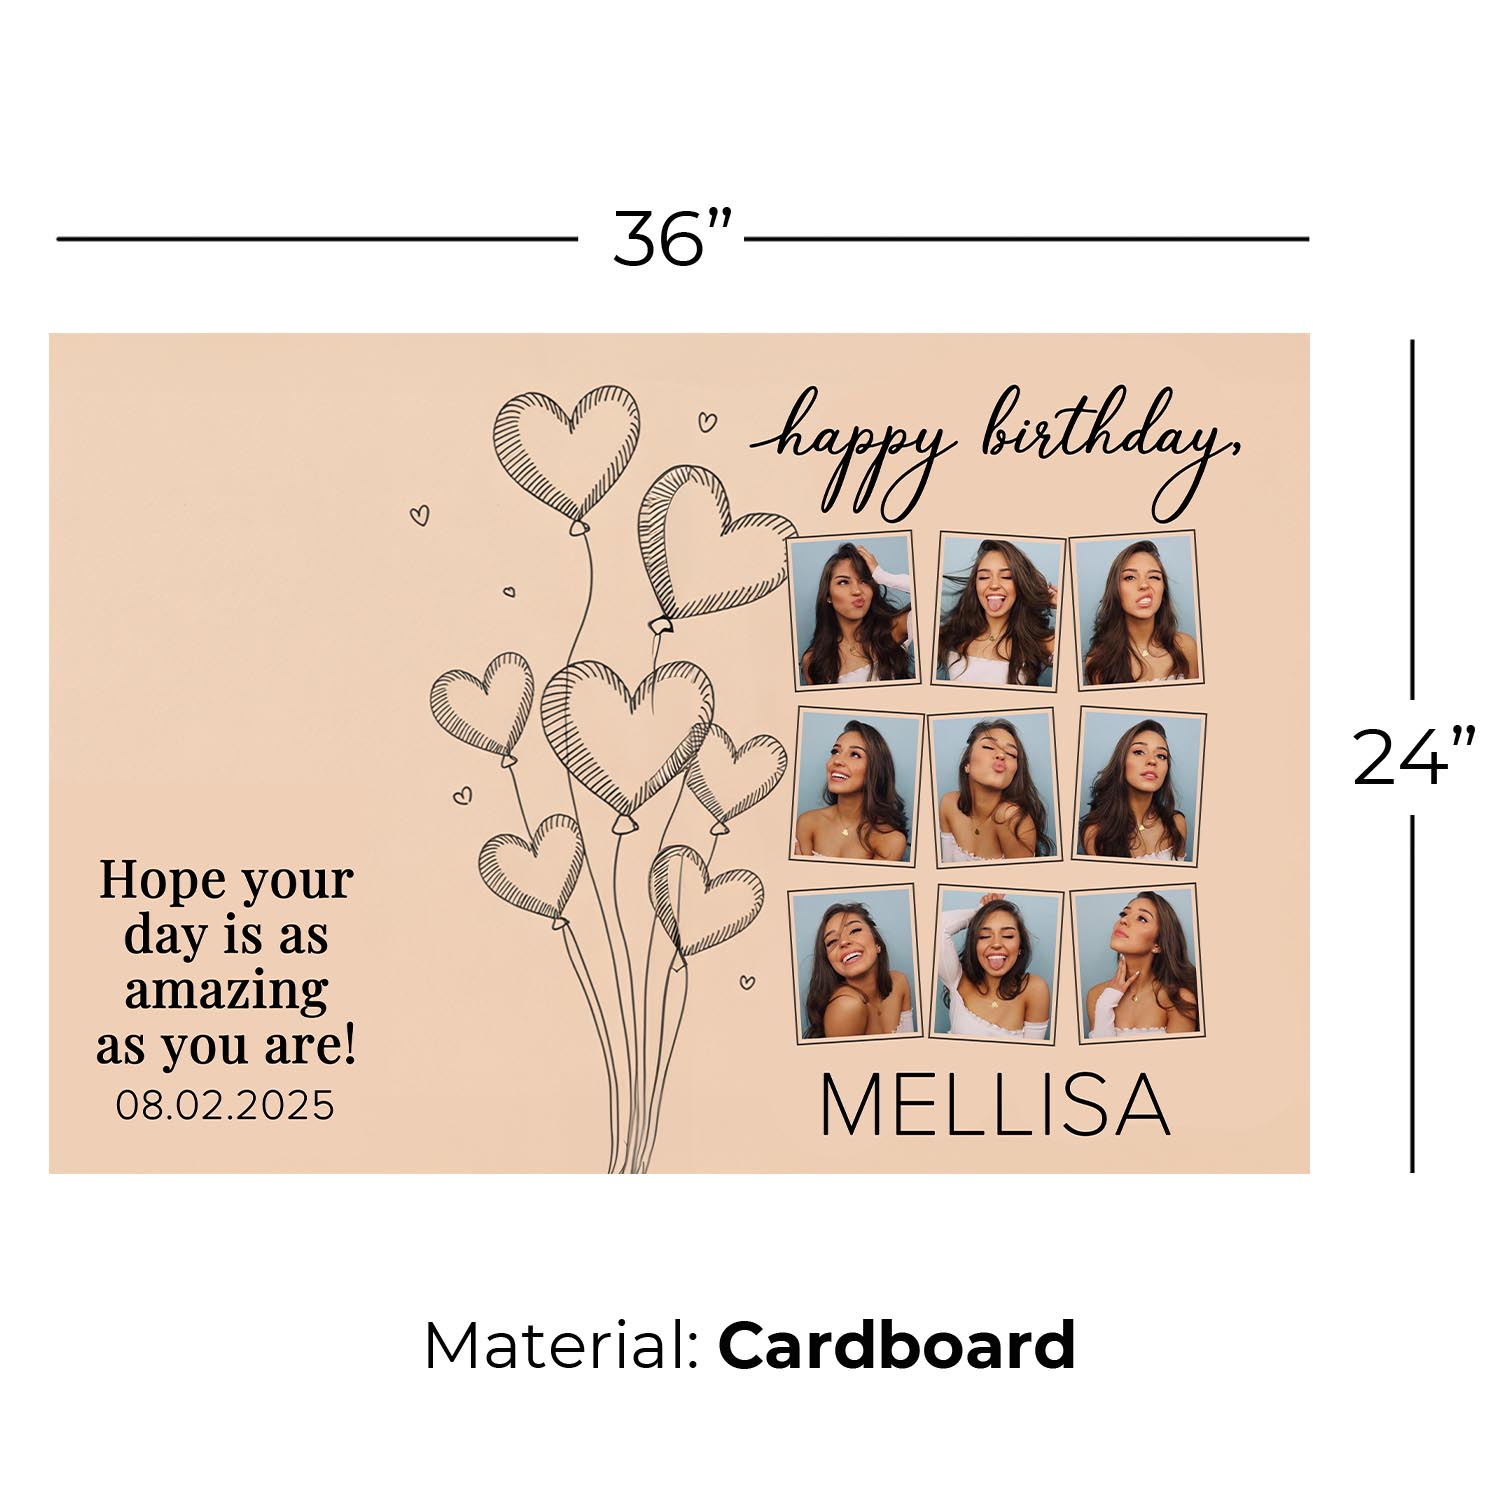 36”
happy birthday,
24”
Hope your
day is as
amazing
as you are!
08.02.2025
MELLISA
Material: Cardboard